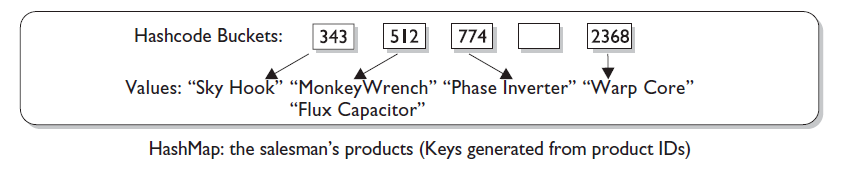 Hashcode Buckets: 343 512 774 2368
Values: “Sky Hook” “MonkeyWrench” “Phase Inverter” “Warp Core”
“Flux Capacitor”
HashMap: the salesman’s products (Keys generated from product IDs)